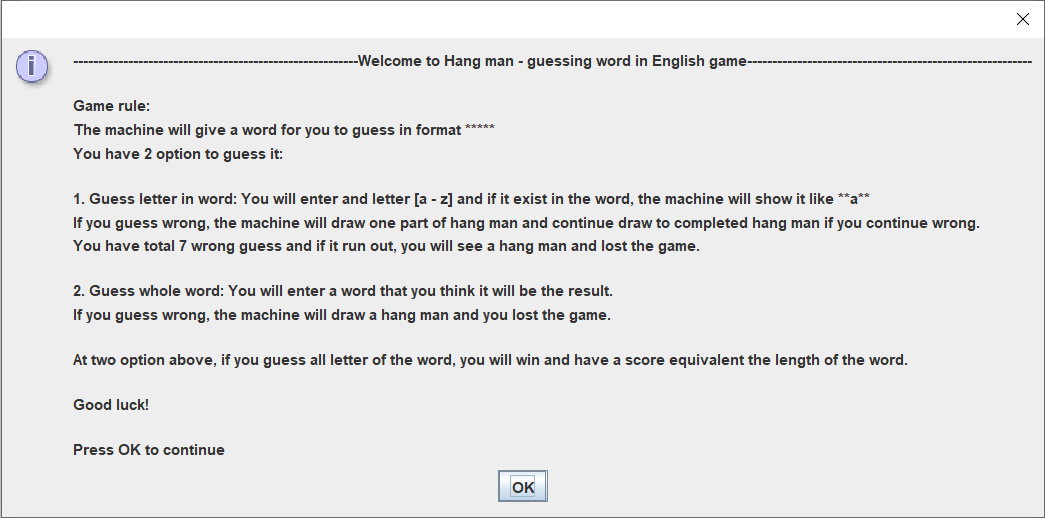 ---------------------------------------------------------Welcome to Hang man - guessing word in English game---------------------------------------------------------
Game rule:
The machine will give a word for you to guess in format *****
You have 2 option to guess it:
1. Guess letter in word: You will enter and letter [a - z] and if it exist in the word, the machine will show it like **a**
If you guess wrong, the machine will draw one part of hang man and continue draw to completed hang man if you continue wrong.
You have total 7 wrong guess and if it run out, you will see a hang man and lost the game.
2. Guess whole word: You will enter a word that you think it will be the result.
If you guess wrong, the machine will draw a hang man and you lost the game.
At two option above, if you guess all letter of the word, you will win and have a score equivalent the length of the word.
Good luck!
Press OK to continue
OK